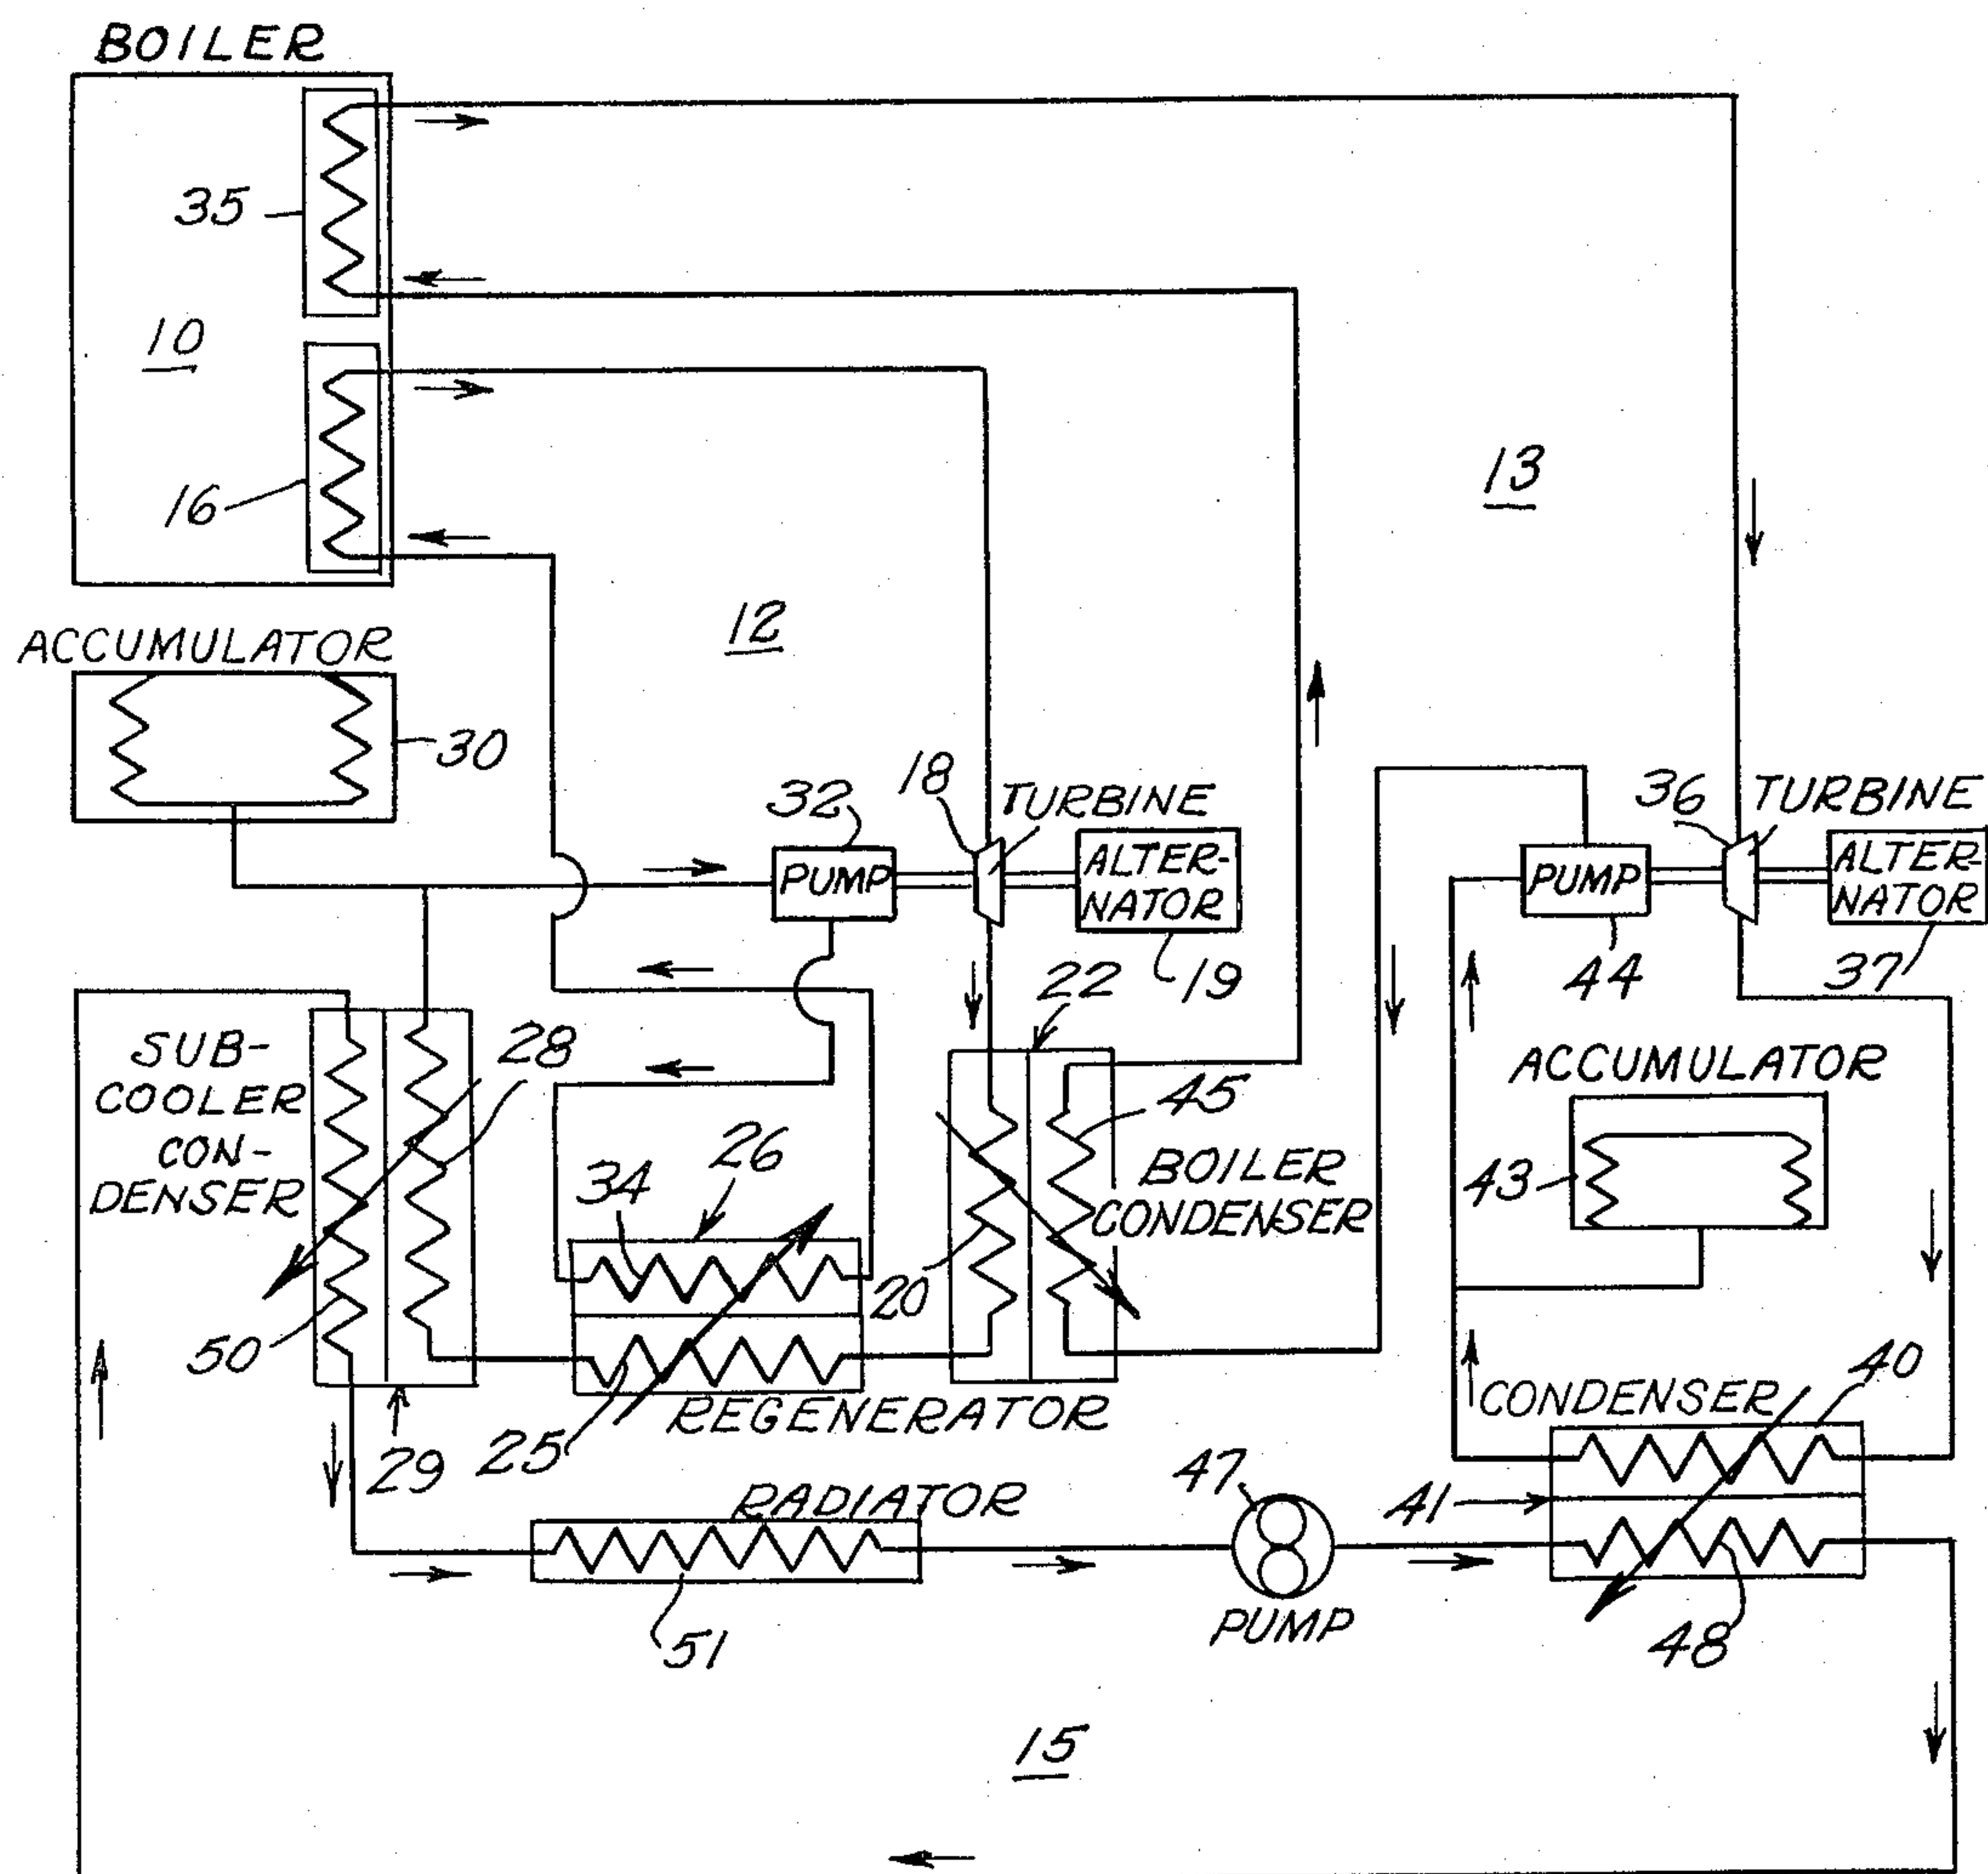 BOILER
35
10
16
13
12
ACCUMULATOR
30
32
18
TURBINE
36
TURBINE
PUMP
ALTER-
NATOR
PUMP
ALTER-
NATOR
22
19
44
37
SUB-
COOLER
CON-
DENSER
28
45
ACCUMULATOR
26
34
BOILER
CONDENSER
43
20
50
40
CONDENSER
REGENERATOR
25
29
47
RADIATOR
41
51
PUMP
48
15